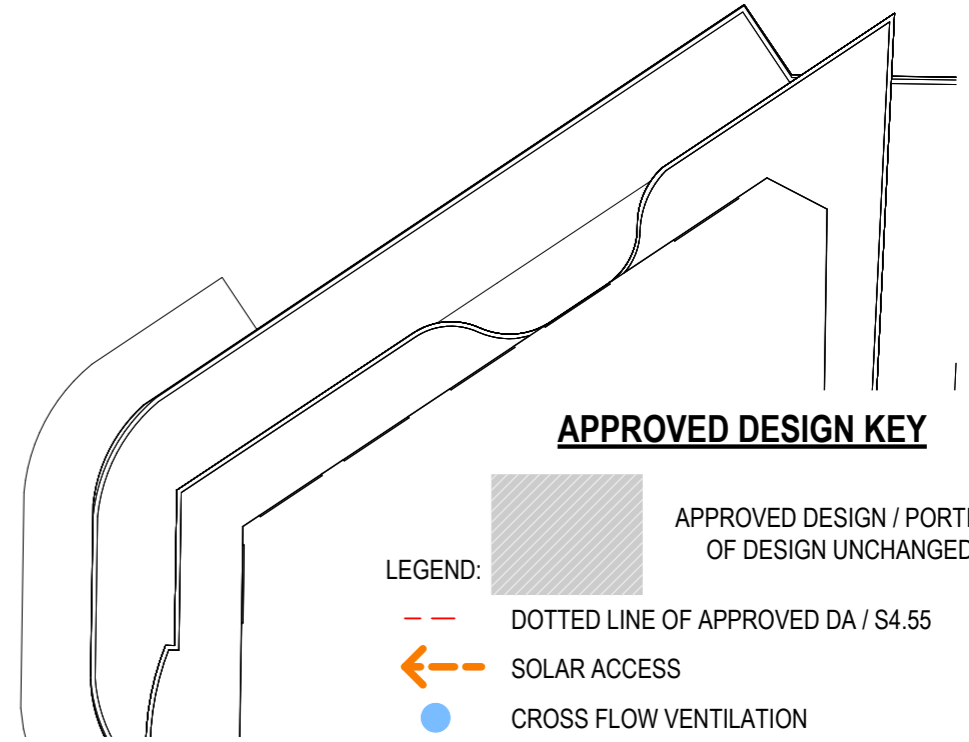 APPROVED DESIGN KEY
APPROVED DESIGN /
OF DESIGN UNCHANGED
LEGEND:
DOTTED LINE OF APPROVED DA / S4.55
SOLAR ACCESS
CROSS FLOW VENTILATION